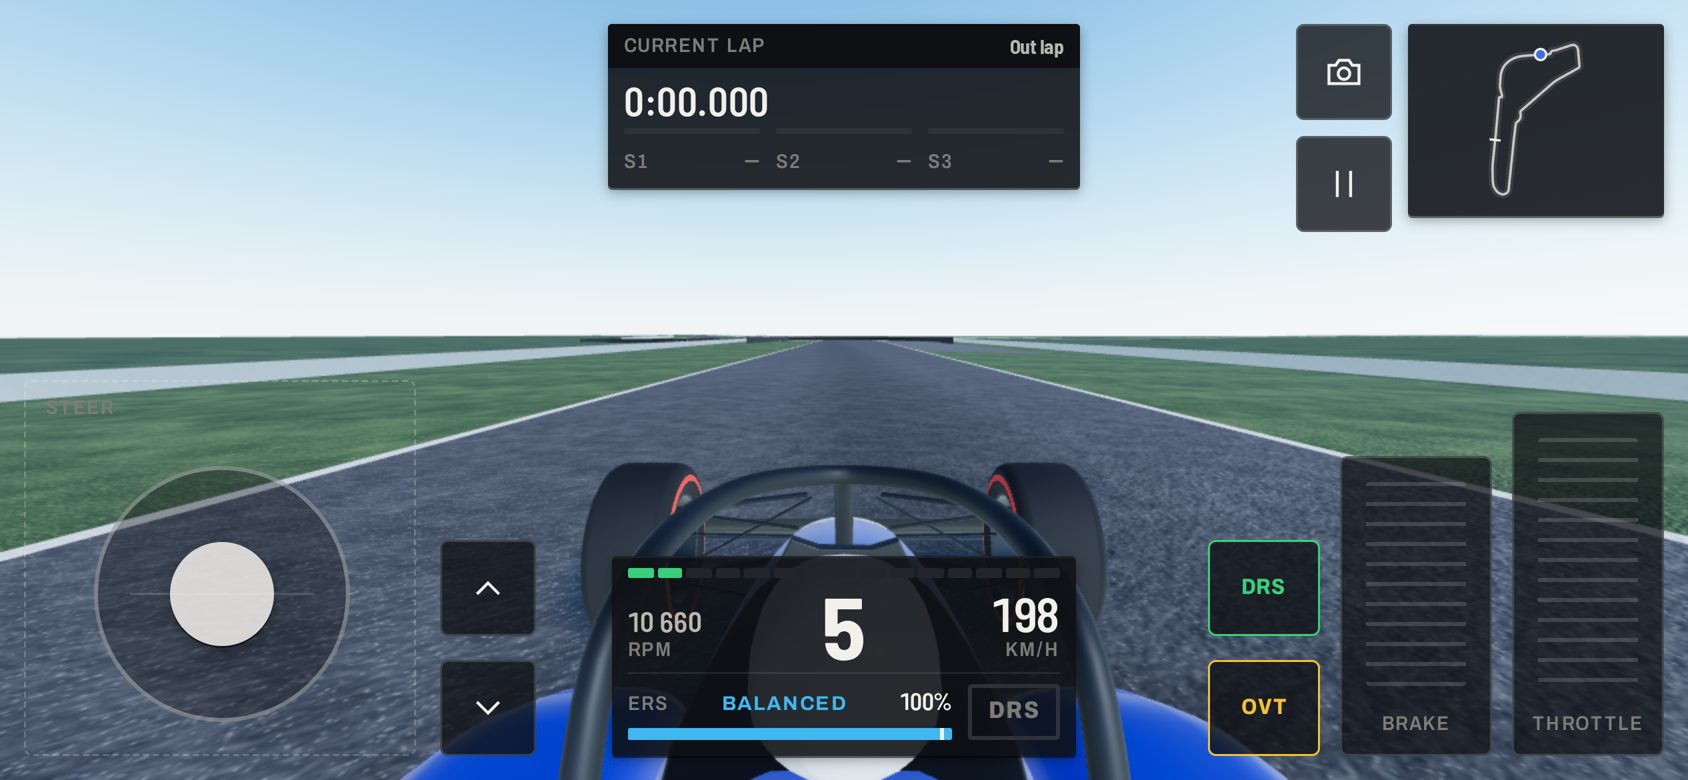 CURRENT LAP Out lap
0:00.000
S1 — S2 — S3 —
STEER
10 660 5 198
RPM KM/H
ERS BALANCED 100% DRS
DRS
OVT
BRAKE THROTTLE